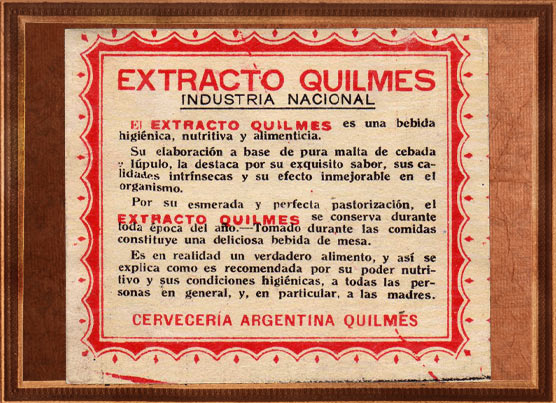 EXTRACTO QUILMES
INDUSTRIA NACIONAL
El EXTRACTO QUILMES es una bebida
higiénica, nutritiva y alimenticia.
Su elaboración a base de pura malta de cebada
y lúpulo, la destaca por su exquisito sabor, sus ca-
lidades intrínsecas y su efecto inmejorable en el
organismo.
Por su esmerada y perfecta pastorización, el
EXTRACTO QUILMES se conserva durante
toda época del año.—Tomado durante las comidas
constituye una deliciosa bebida de mesa.
Es en realidad un verdadero alimento, y así se
explica como es recomendada por su poder nutri-
tivo y sus condiciones higiénicas, a todas las per-
sonas en general, y, en particular, a las madres.
CERVECERÍA ARGENTINA QUILMES